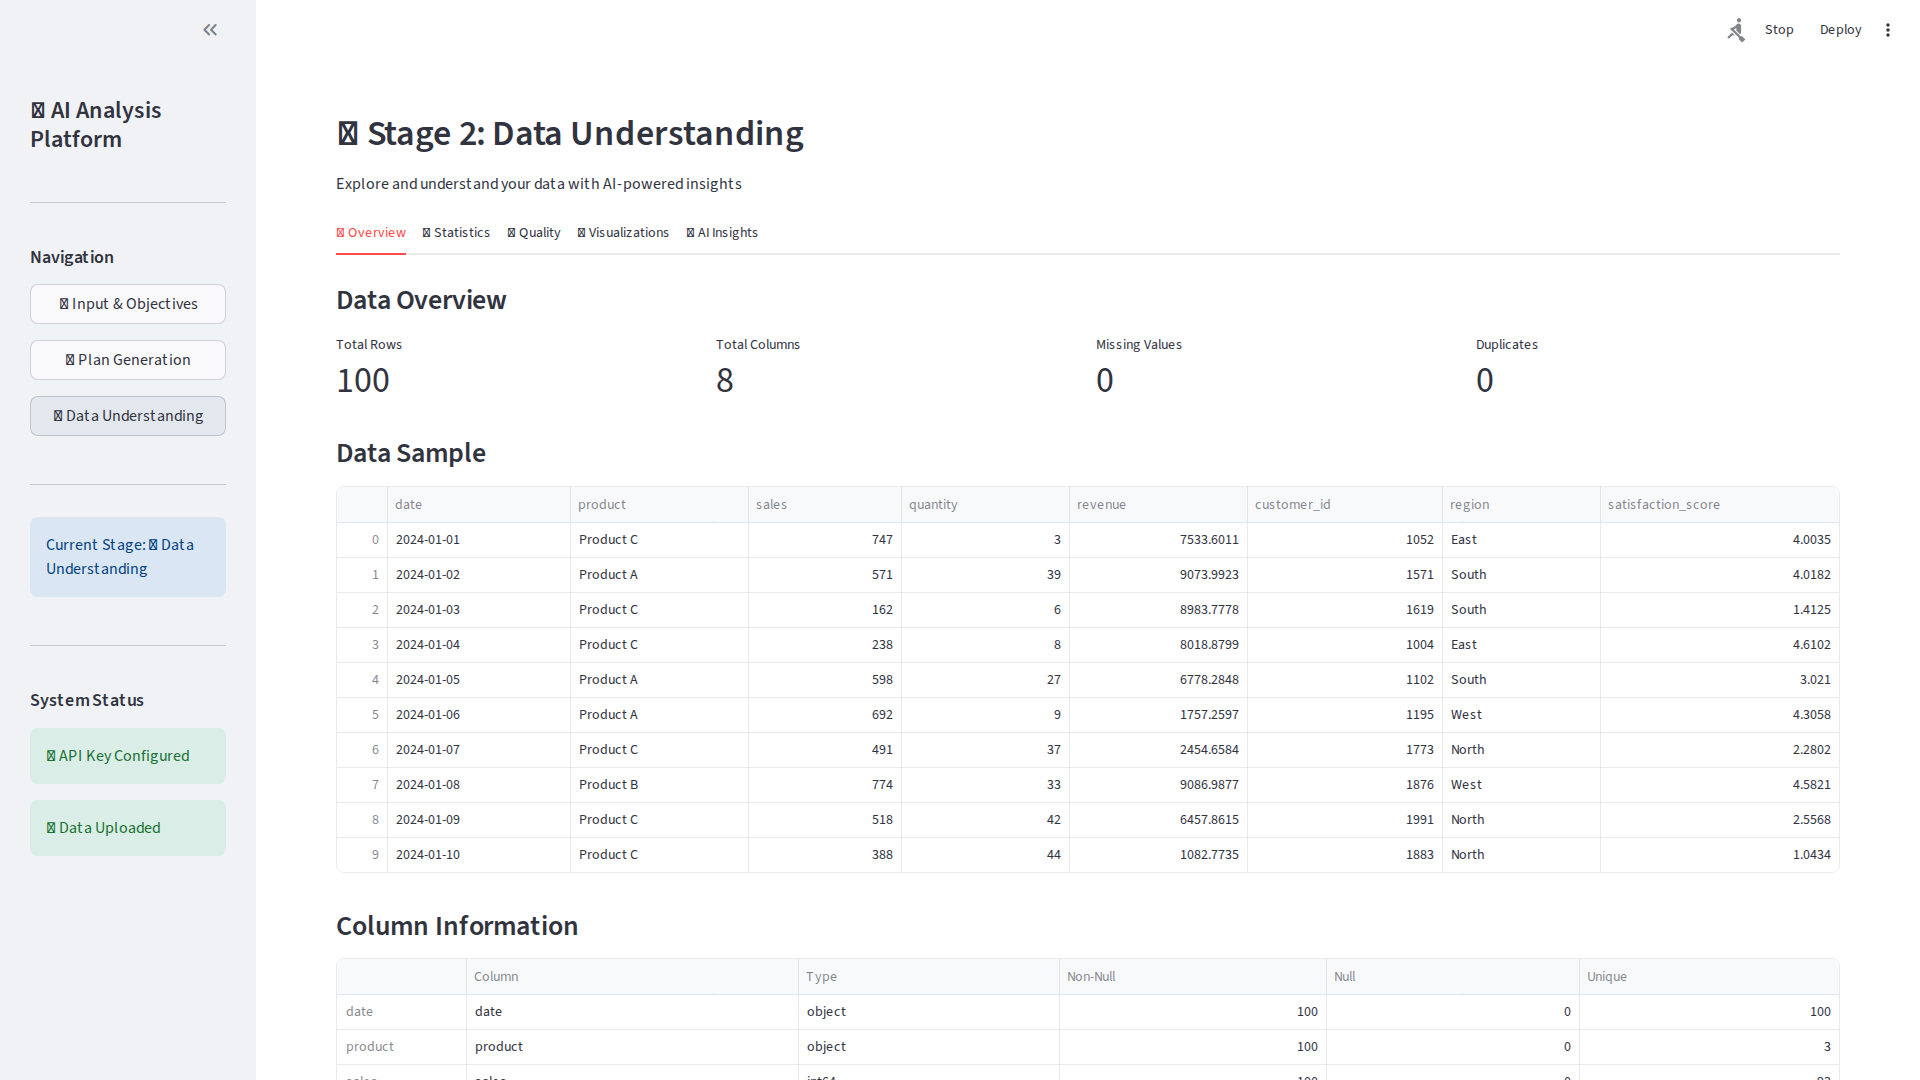 Stop Deploy
AI Analysis
Platform
Navigation
Input & Objectives
Plan Generation
Data Understanding
Current Stage: Data
Understanding
System Status
API Key Configured
Data Uploaded
Stage 2: Data Understanding
Explore and understand your data with AI-powered insights
Overview Statistics Quality Visualizations AI Insights
Data Overview
Total Rows Total Columns Missing Values Duplicates
100 8 0 0
Data Sample
date product sales quantity revenue customer_id region satisfaction_score
0 2024-01-01 Product C 747 3 7533.6011 1052 East 4.0035
1 2024-01-02 Product A 571 39 9073.9923 1571 South 4.0182
2 2024-01-03 Product C 162 6 8983.7778 1619 South 1.4125
3 2024-01-04 Product C 238 8 8018.8799 1004 East 4.6102
4 2024-01-05 Product A 598 27 6778.2848 1102 South 3.021
5 2024-01-06 Product A 692 9 1757.2597 1195 West 4.3058
6 2024-01-07 Product C 491 37 2454.6584 1773 North 2.2802
7 2024-01-08 Product B 774 33 9086.9877 1876 West 4.5821
8 2024-01-09 Product C 518 42 6457.8615 1991 North 2.5568
9 2024-01-10 Product C 388 44 1082.7735 1883 North 1.0434
Column Information
Column Type Non-Null Null Unique
date date object 100 0 100
product product object 100 0 3